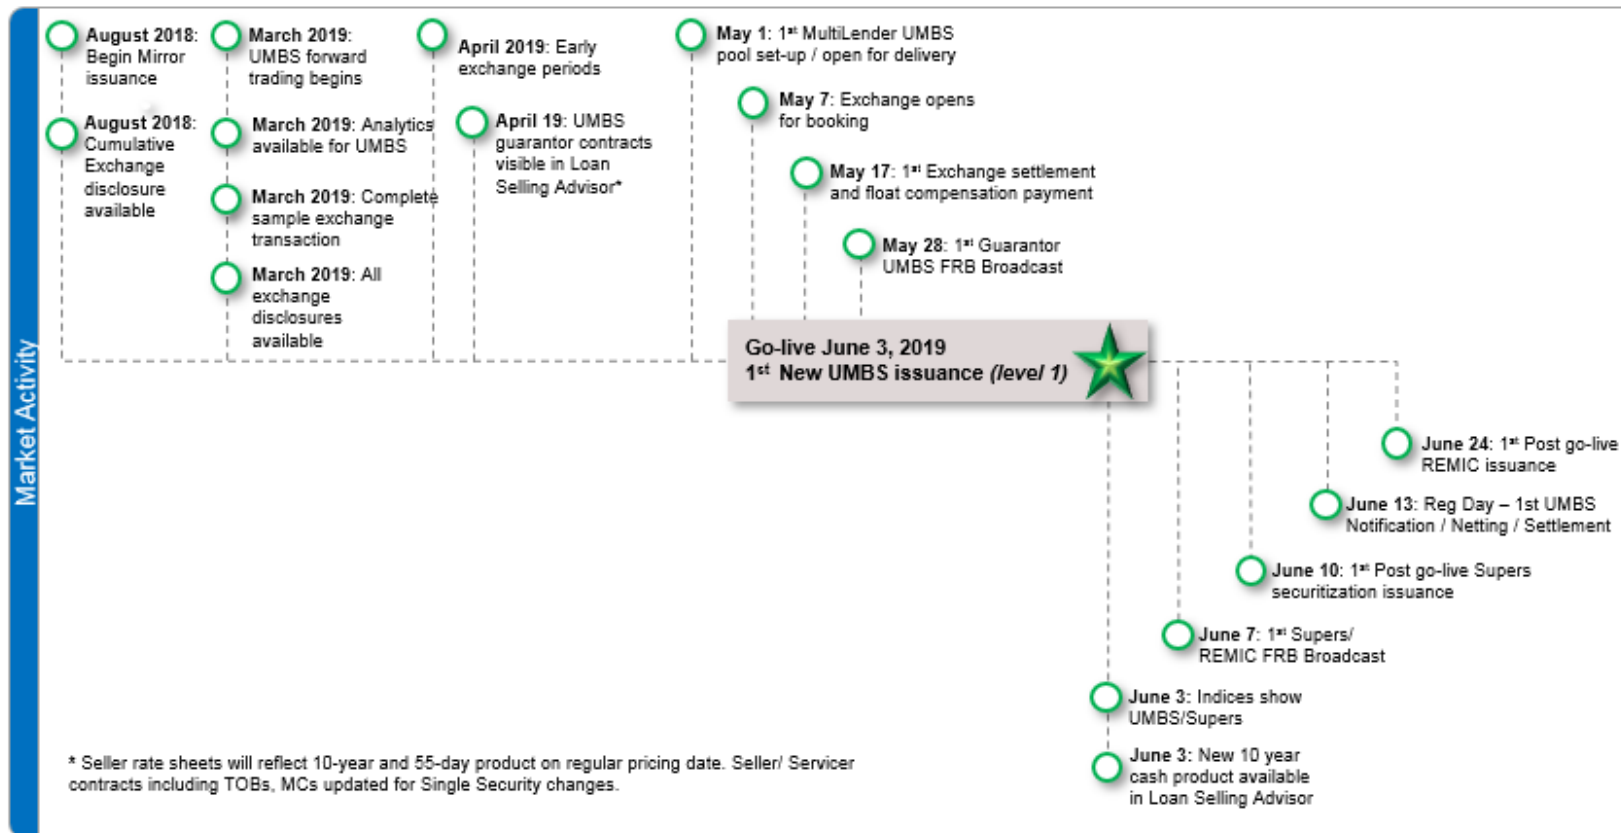 Market Activity
August 2018:
Begin Mirror
issuance
August 2018:
Cumulative
Exchange
disclosure
available
March 2019:
UMBS forward
trading begins
March 2019: Analytics
available for UMBS
March 2019: Complete
sample exchange
transaction
March 2019: All
exchange
disclosures
available
April 2019: Early
exchange periods
April 19: UMBS
guarantor contracts
visible in Loan
Selling Advisor*
May 1: 1st MultiLender UMBS
pool set-up / open for delivery
May 7: Exchange opens
for booking
May 17: 1st Exchange settlement
and float compensation payment
May 28: 1st Guarantor
UMBS FRB Broadcast
Go-live June 3, 2019
1st New UMBS issuance (level 1)
June 24: 1st Post go-live
REMIC issuance
June 13: Reg Day – 1st UMBS
Notification / Netting / Settlement
June 10: 1st Post go-live Supers
securitization issuance
June 7: 1st Supers/
REMIC FRB Broadcast
June 3: Indices show
UMBS/Supers
June 3: New 10 year
cash product available
in Loan Selling Advisor
* Seller rate sheets will reflect 10-year and 55-day product on regular pricing date. Seller/ Servicer
contracts including TOBs, MCs updated for Single Security changes.